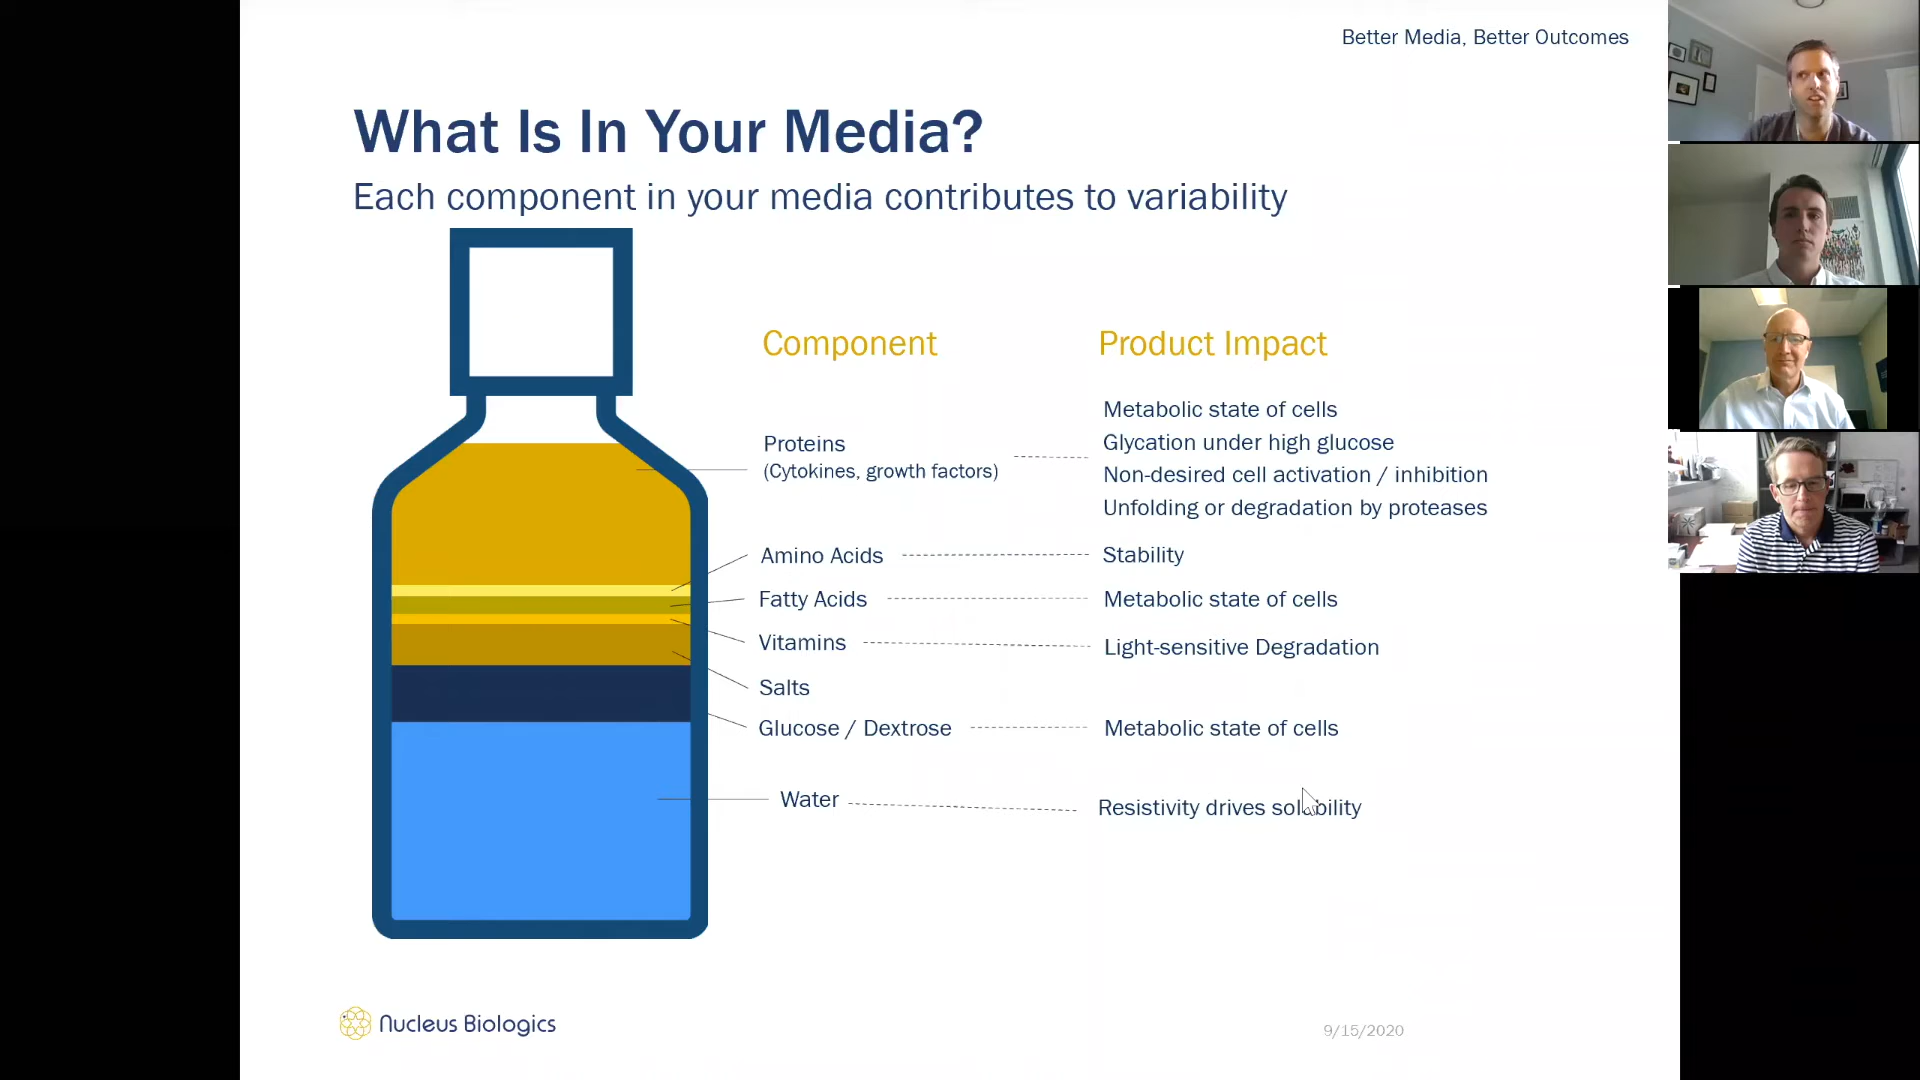 Better Media, Better Outcomes
What Is In Your Media?
Each component in your media contributes to variability
Component
Product Impact
Proteins
(Cytokines, growth factors)
Metabolic state of cells
Glycation under high glucose
Non-desired cell activation / inhibition
Unfolding or degradation by proteases
Amino Acids
Stability
Fatty Acids
Metabolic state of cells
Vitamins
Light-sensitive Degradation
Salts
Glucose / Dextrose
Metabolic state of cells
Water
Resistivity drives solubility
Nucleus Biologics
9/15/2020